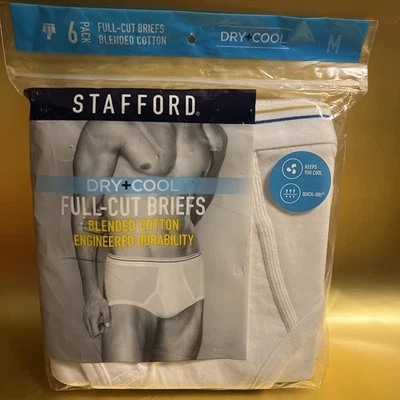 6 PACK
FULL-CUT BRIEFS
BLENDED COTTON
DRY+COOL
M
STAFFORD®
DRY+COOL
FULL-CUT BRIEFS
BLENDED COTTON
ENGINEERED DURABILITY
KEEPS
YOU COOL
QUICK-DRY